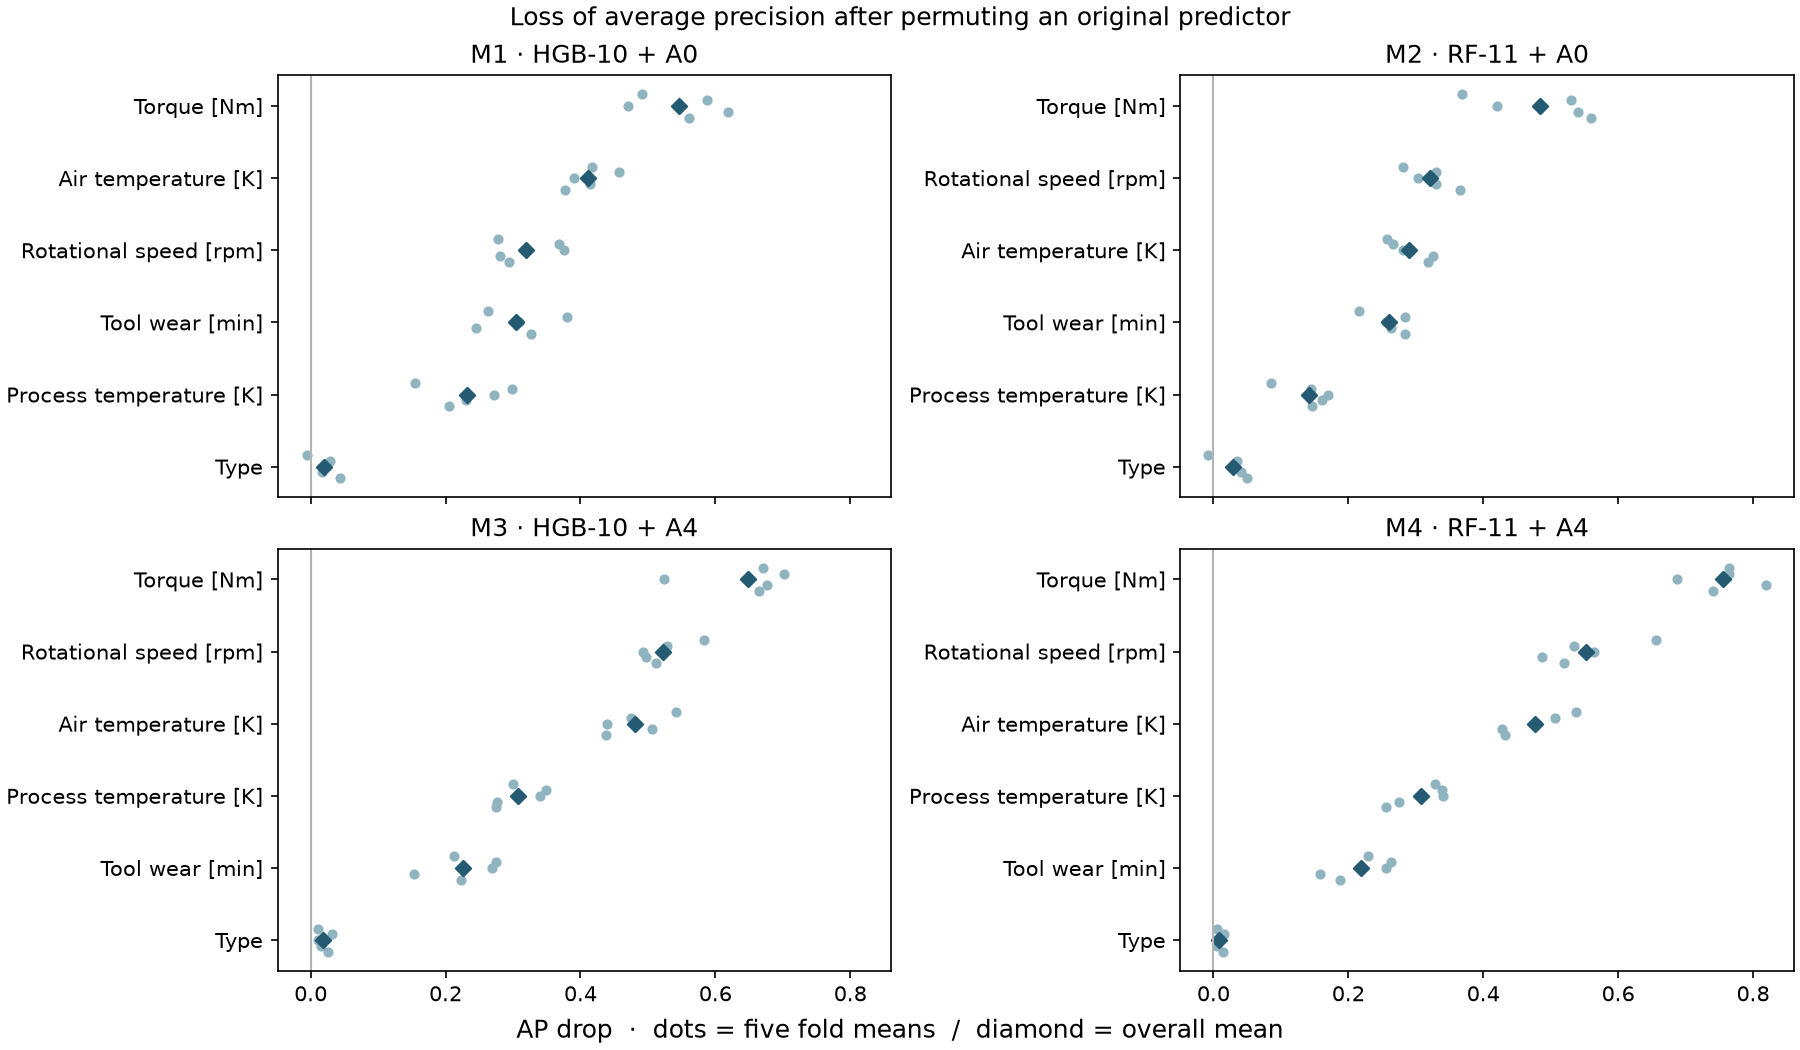 Loss of average precision after permuting an original predictor
M1 · HGB-10 + A0
Torque [Nm]
Air temperature [K]
Rotational speed [rpm]
Tool wear [min]
Process temperature [K]
Type
M2 · RF-11 + A0
Torque [Nm]
Rotational speed [rpm]
Air temperature [K]
Tool wear [min]
Process temperature [K]
Type
M3 · HGB-10 + A4
Torque [Nm]
Rotational speed [rpm]
Air temperature [K]
Process temperature [K]
Tool wear [min]
Type
0.0 0.2 0.4 0.6 0.8
M4 · RF-11 + A4
Torque [Nm]
Rotational speed [rpm]
Air temperature [K]
Process temperature [K]
Tool wear [min]
Type
0.0 0.2 0.4 0.6 0.8
AP drop · dots = five fold means / diamond = overall mean